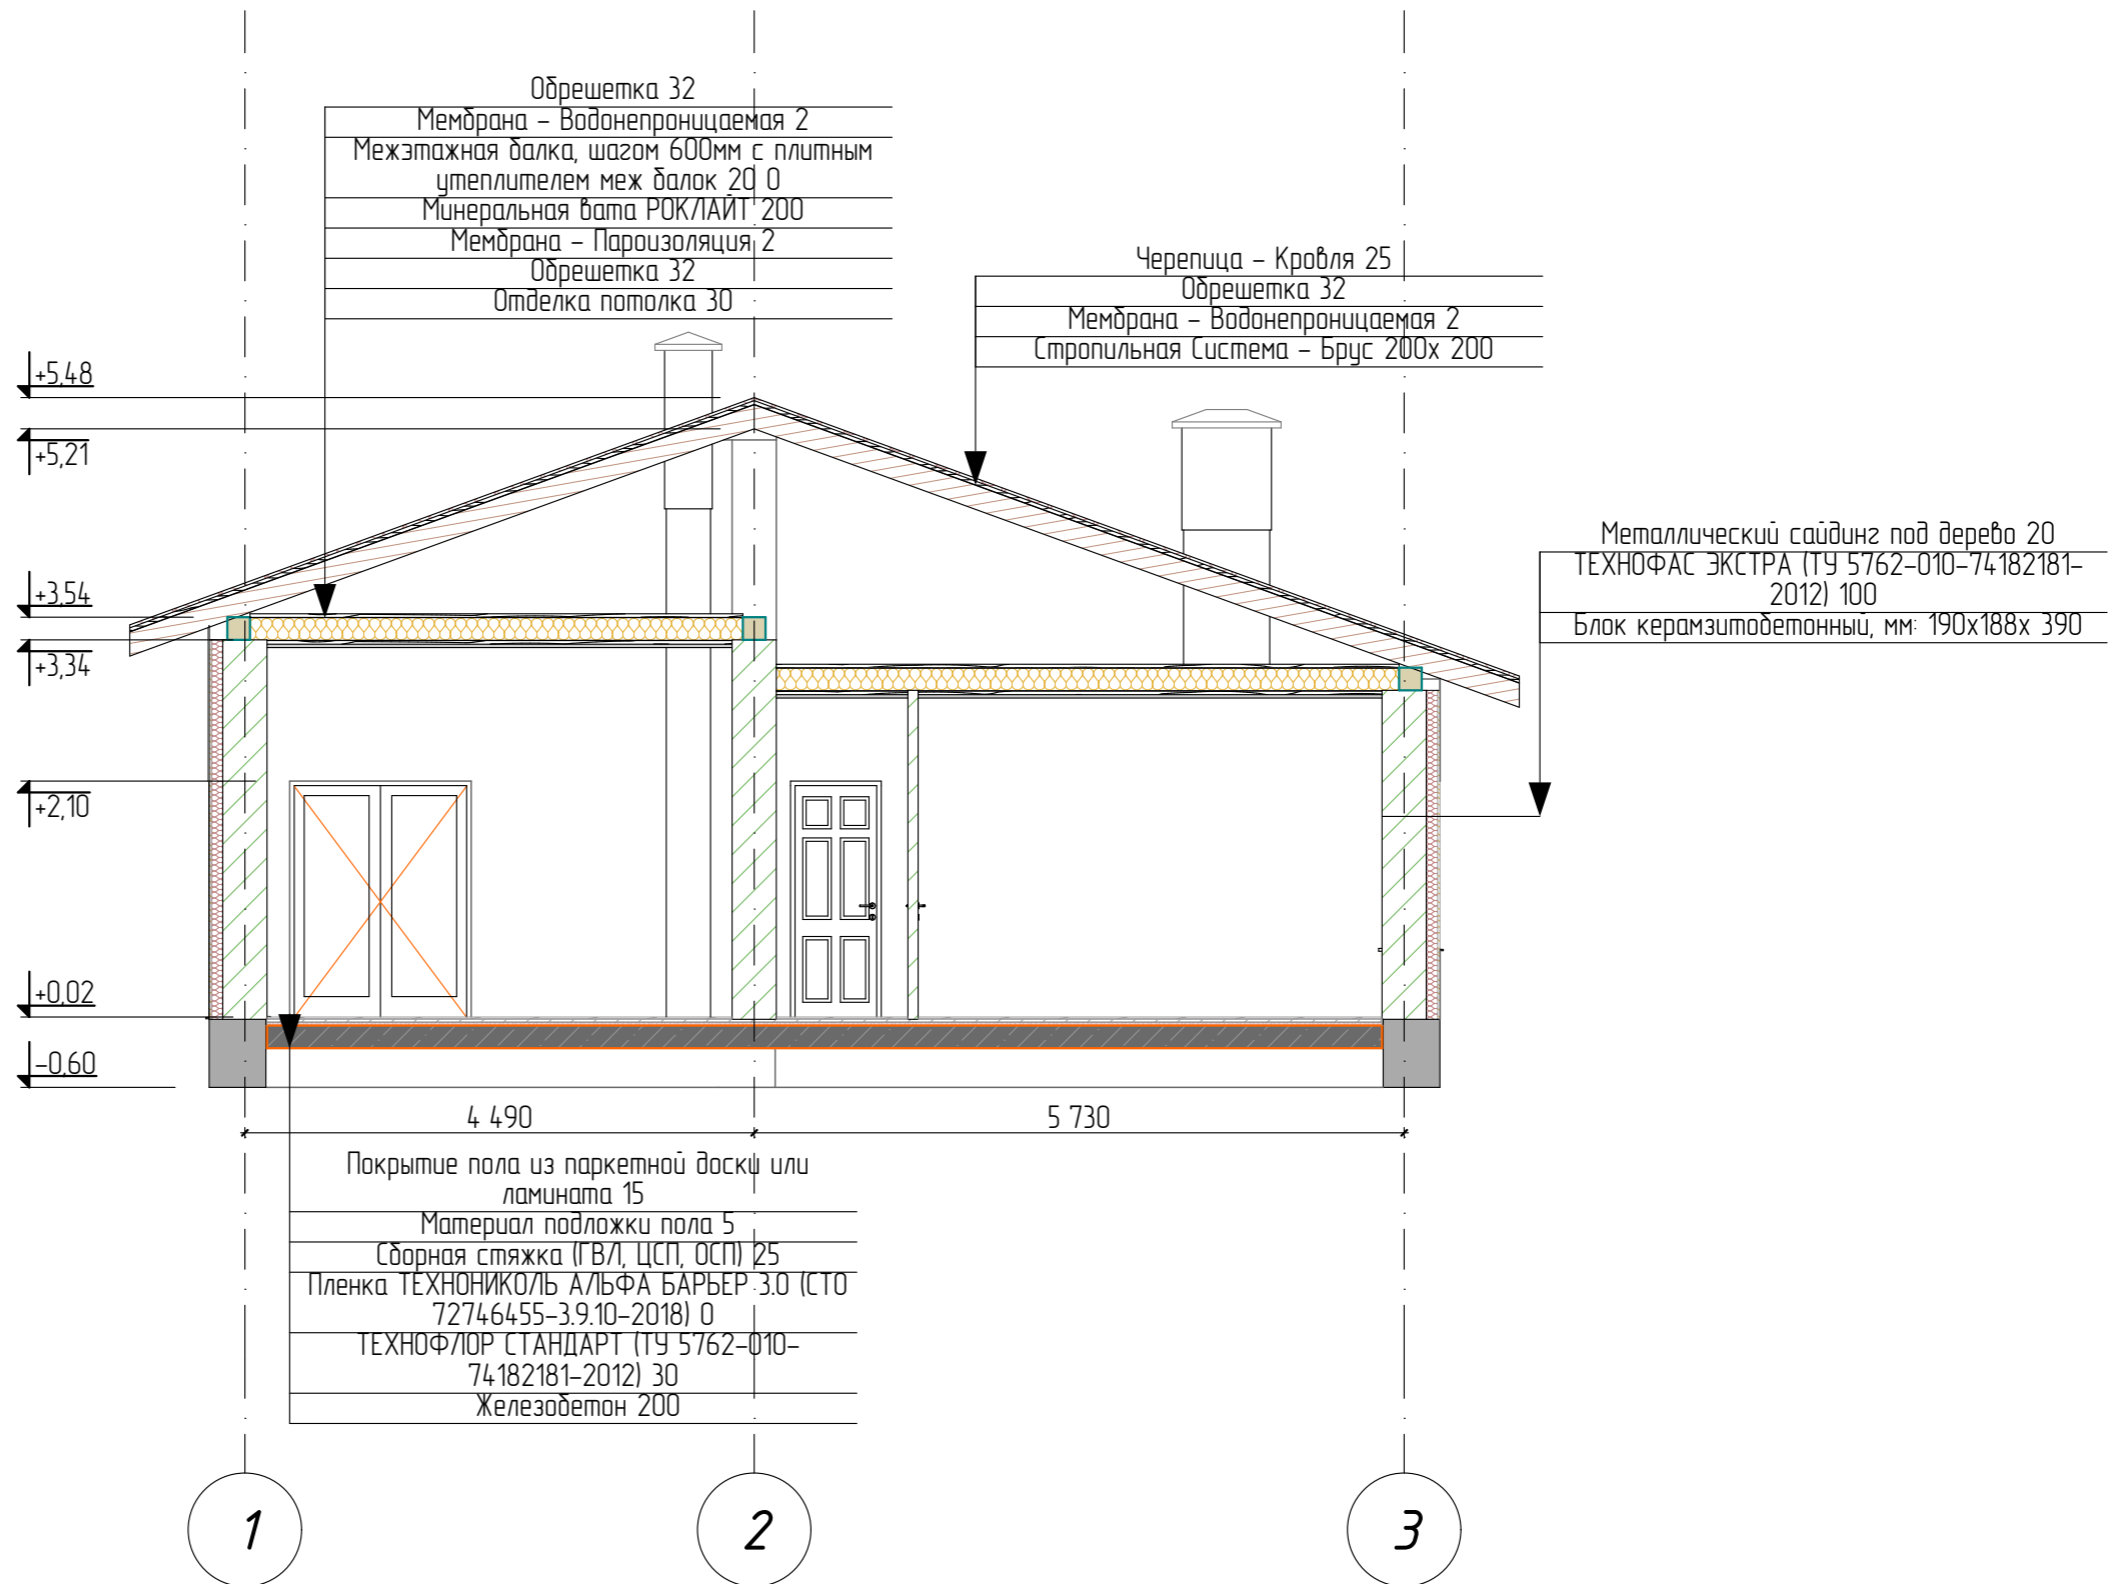 Обрешетка 32
Мембрана – Водонепроницаемая 2
Межэтажная балка, шагом 600мм с плитным
утеплителем меж балок 20 0
Минеральная вата РОКЛАЙТ 200
Мембрана – Пароизоляция 2
Обрешетка 32
Отделка потолка 30
Черепица – Кровля 25
Обрешетка 32
Мембрана – Водонепроницаемая 2
Стропильная Система – Брус 200х 200
Металлический сайдинг под дерево 20
ТЕХНОФАС ЭКСТРА (ТУ 5762-010-74182181-
2012) 100
Блок керамзитобетонный, мм: 190х188х 390
+5,48
+5,21
+3,54
+3,34
+2,10
+0,02
-0,60
4 490
5 730
Покрытие пола из паркетной доски или
ламината 15
Материал подложки пола 5
Сборная стяжка (ГВЛ, ЦСП, ОСП) 25
Пленка ТЕХНОНИКОЛЬ АЛЬФА БАРЬЕР 3.0 (СТО
72746455-3.9.10-2018) 0
ТЕХНОФЛОР СТАНДАРТ (ТУ 5762-010-
74182181-2012) 30
Железобетон 200
1
2
3